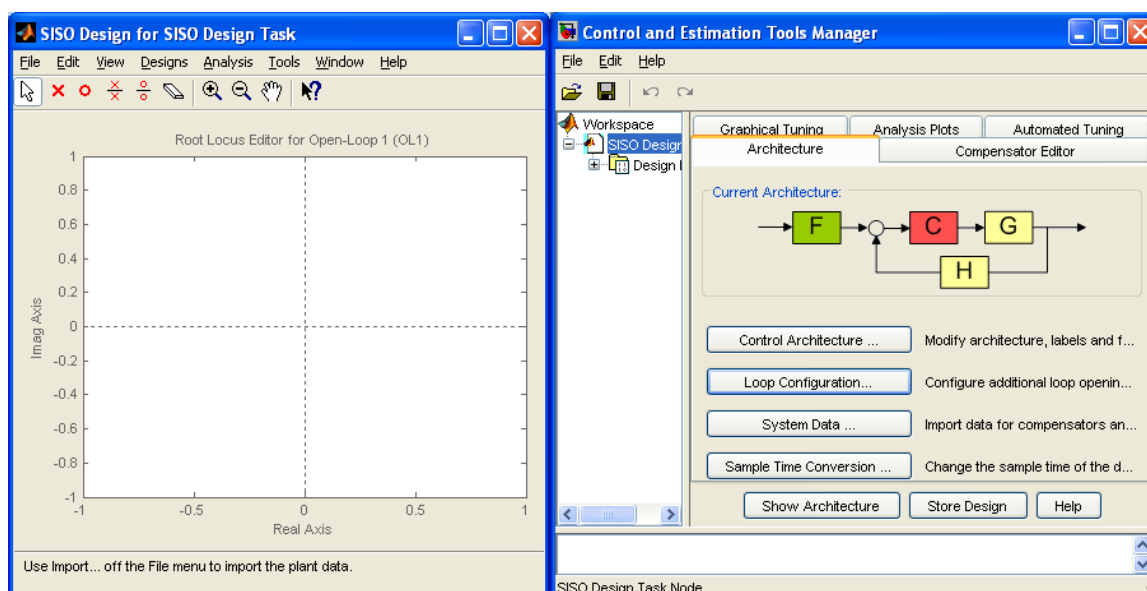 SISO Design for SISO Design Task
File Edit View Designs Analysis Tools Window Help
Root Locus Editor for Open-Loop 1 (OL1)
1
0.8
0.6
0.4
0.2
0
-0.2
-0.4
-0.6
-0.8
-1
-1 -0.5 0 0.5 1
Imag Axis
Real Axis
Use Import... off the File menu to import the plant data.
Control and Estimation Tools Manager
File Edit Help
Workspace
SISO Design
Design
Graphical Tuning Analysis Plots Automated Tuning
Architecture Compensator Editor
Current Architecture:
F C G
H
Control Architecture ... Modify architecture, labels and f...
Loop Configuration... Configure additional loop openin...
System Data ... Import data for compensators an...
Sample Time Conversion ... Change the sample time of the d...
Show Architecture Store Design Help
SISO Design Task Node